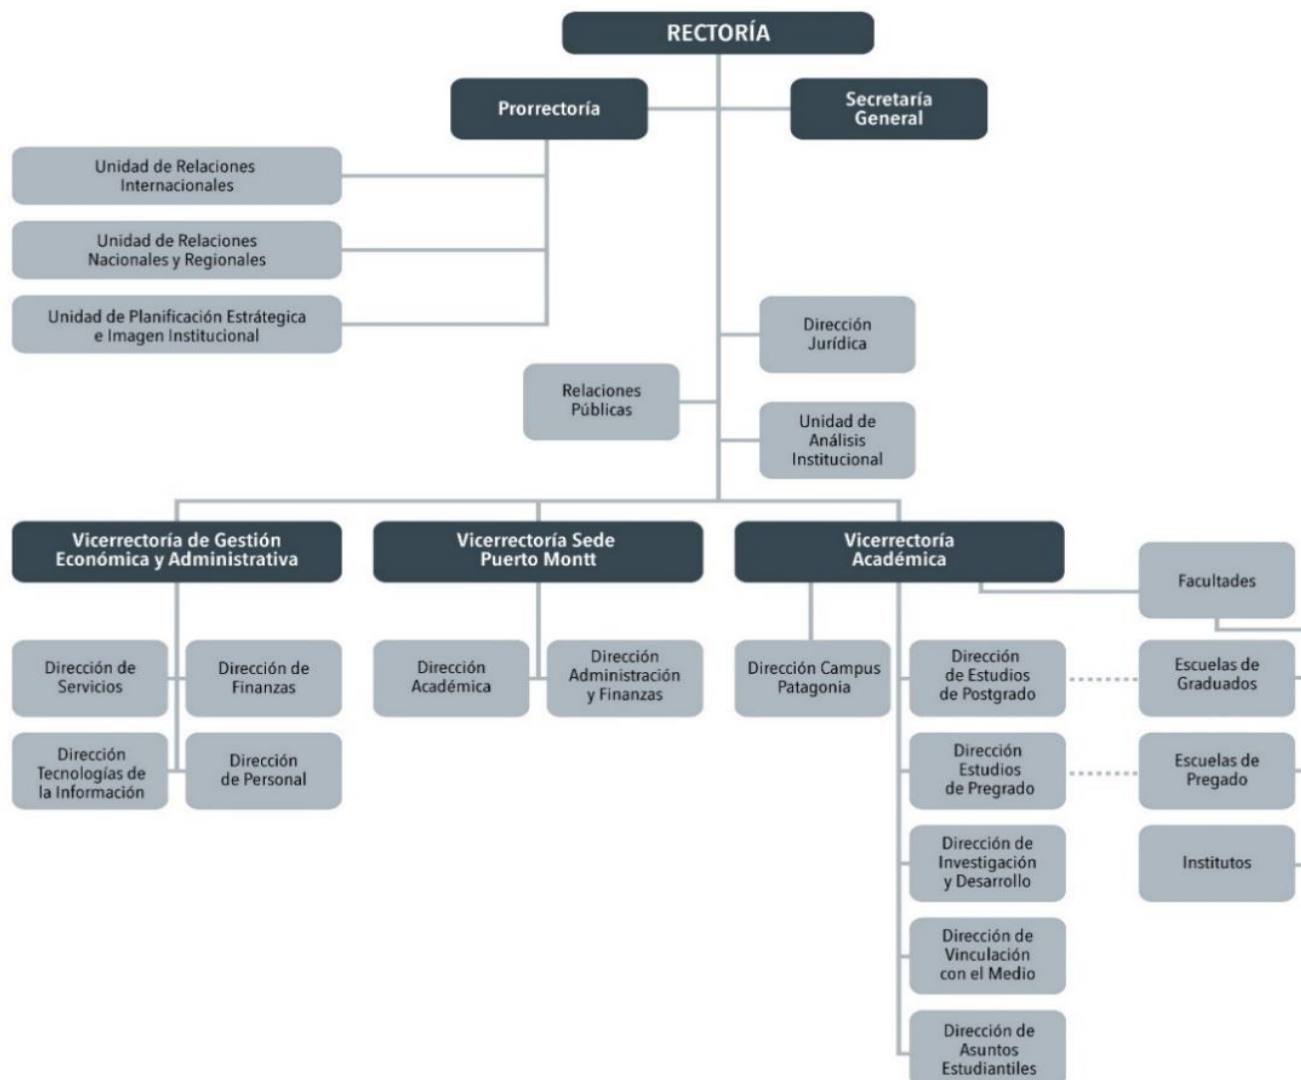 RECTORÍA
Prorrectoría
Secretaría
General
Unidad de Relaciones
Internacionales
Unidad de Relaciones
Nacionales y Regionales
Unidad de Planificación Estrátegica
e Imagen Institucional
Dirección
Jurídica
Relaciones
Públicas
Unidad de
Análisis
Institucional
Vicerrectoría de Gestión
Económica y Administrativa
Vicerrectoría Sede
Puerto Montt
Vicerrectoría
Académica
Facultades
Dirección de
Servicios
Dirección de
Finanzas
Dirección
Académica
Dirección
Administración
y Finanzas
Dirección Campus
Patagonia
Dirección
de Estudios
de Postgrado
Escuelas de
Graduados
Dirección
Tecnologías de
la Información
Dirección
de Personal
Dirección
Estudios
de Pregrado
Escuelas de
Pregado
Dirección de
Investigación
y Desarrollo
Institutos
Dirección de
Vinculación
con el Medio
Dirección de
Asuntos
Estudiantiles